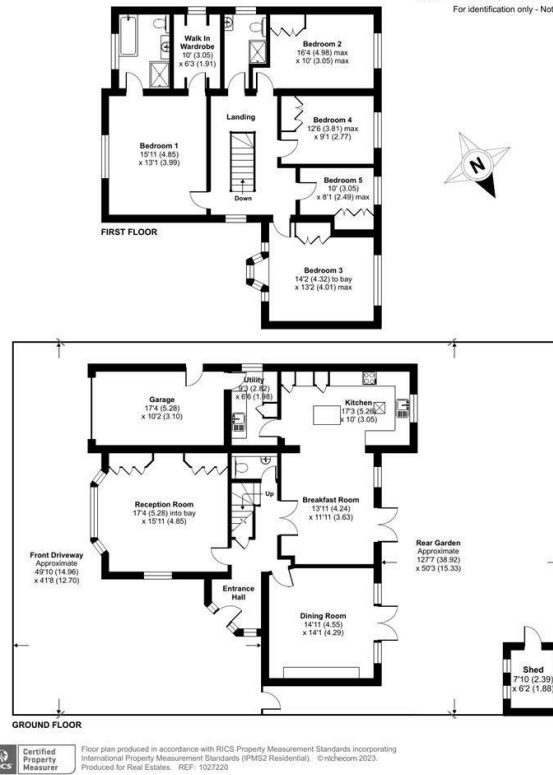 For identification only - Not
Walk In
Wardrobe
10' (3.05)
x 6'3 (1.91)
Bedroom 2
16'4 (4.98) max
x 10' (3.05) max
Landing
Bedroom 4
12'6 (3.81) max
x 9'1 (2.77)
Bedroom 1
15'11 (4.85)
x 13'1 (3.99)
Bedroom 5
10' (3.05)
x 8'1 (2.49) max
Down
N
FIRST FLOOR
Bedroom 3
14'2 (4.32) to bay
x 13'2 (4.01) max
Utility
9'3 (2.82)
x 6'6 (1.98)
Garage
17'4 (5.28)
x 10'2 (3.10)
Kitchen
17'3 (5.26)
x 10' (3.05)
Up
Reception Room
17'4 (5.28) into bay
x 15'11 (4.85)
Breakfast Room
13'11 (4.24)
x 11'11 (3.63)
Front Driveway
Approximate
49'10 (14.96)
x 41'8 (12.70)
Rear Garden
Approximate
127'7 (38.92)
x 50'3 (15.33)
Entrance
Hall
Dining Room
14'11 (4.55)
x 14'1 (4.29)
Shed
7'10 (2.39)
x 6'2 (1.88)
GROUND FLOOR
RICS
Certified
Property
Measurer
Floor plan produced in accordance with RICS Property Measurement Standards incorporating
International Property Measurement Standards (IPMS2 Residential). © ntchecom 2023.
Produced for Real Estates. REF: 1027220